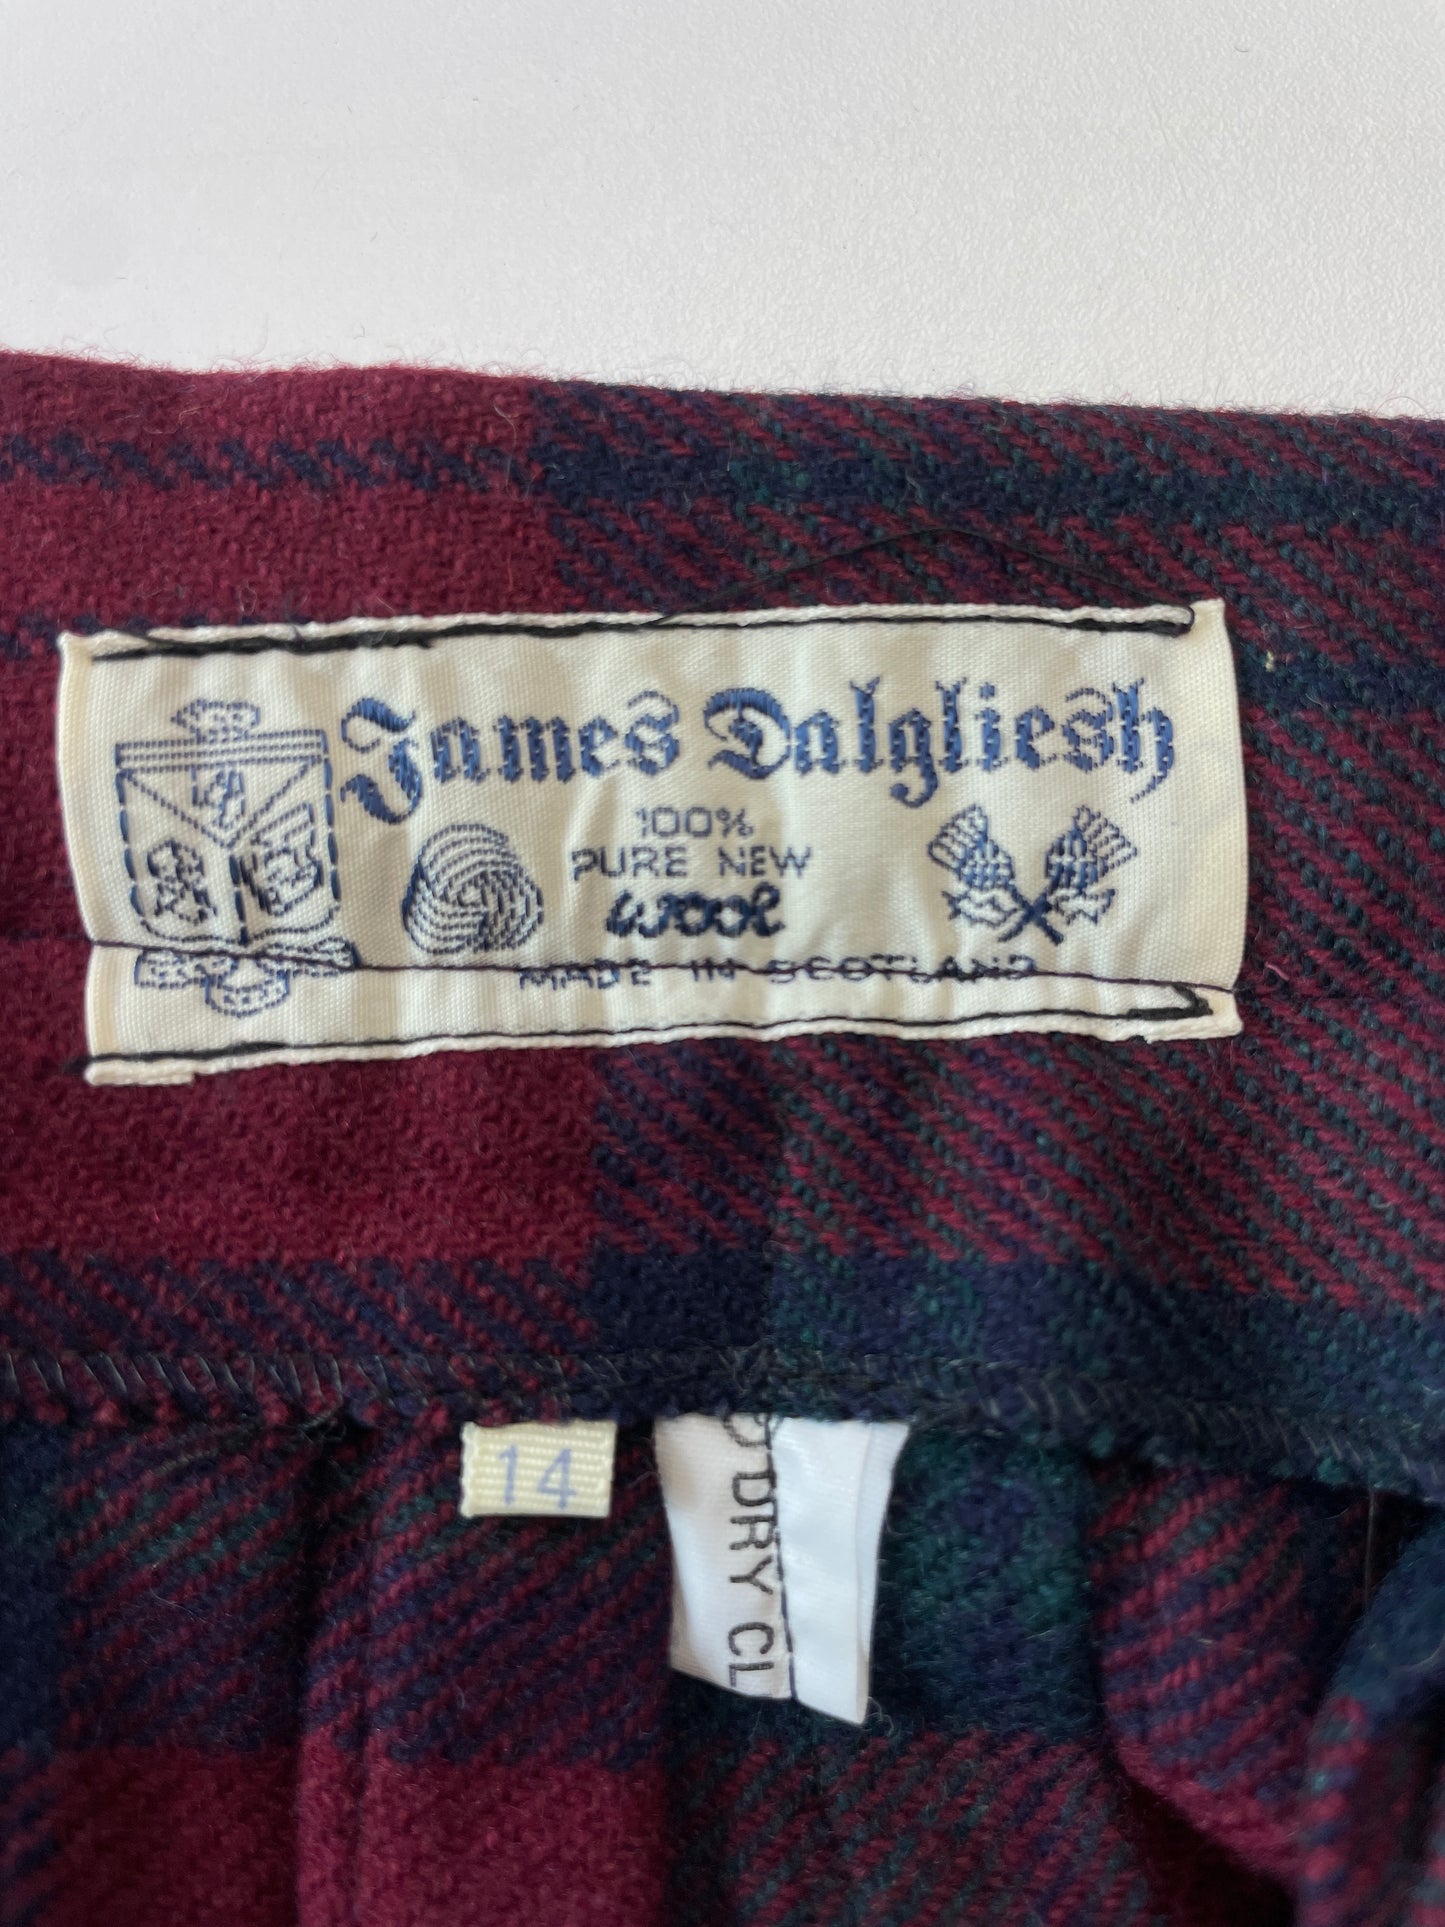 James Dalgliesh
100%
PURE NEW
WOOL
MADE IN SCOTLAND
14
DRY CL